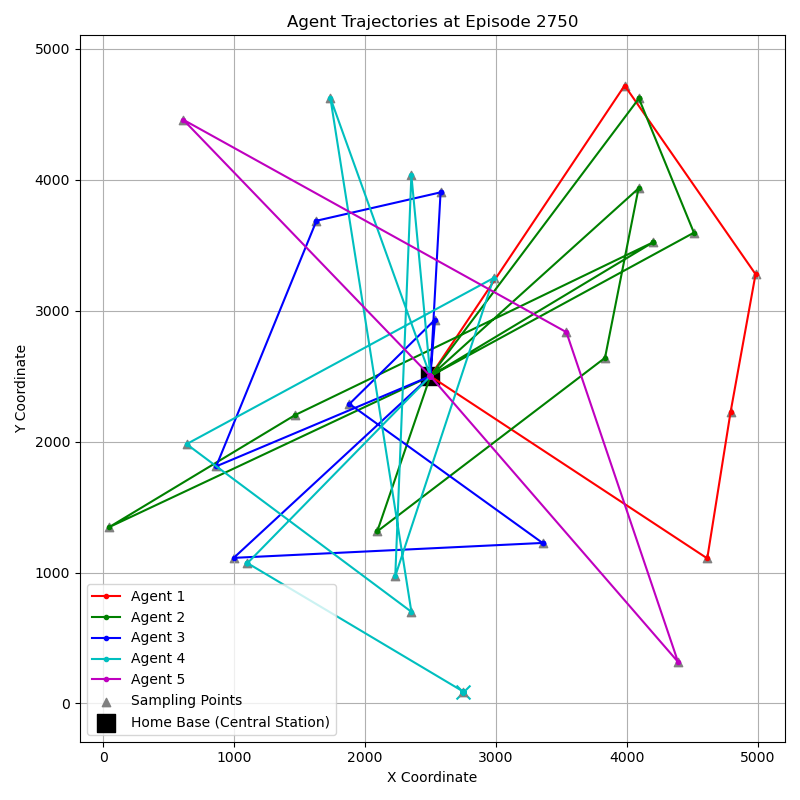 Agent Trajectories at Episode 2750
5000
4000
3000
2000
1000
0
Y Coordinate
0 1000 2000 3000 4000 5000
X Coordinate
Agent 1
Agent 2
Agent 3
Agent 4
Agent 5
Sampling Points
Home Base (Central Station)